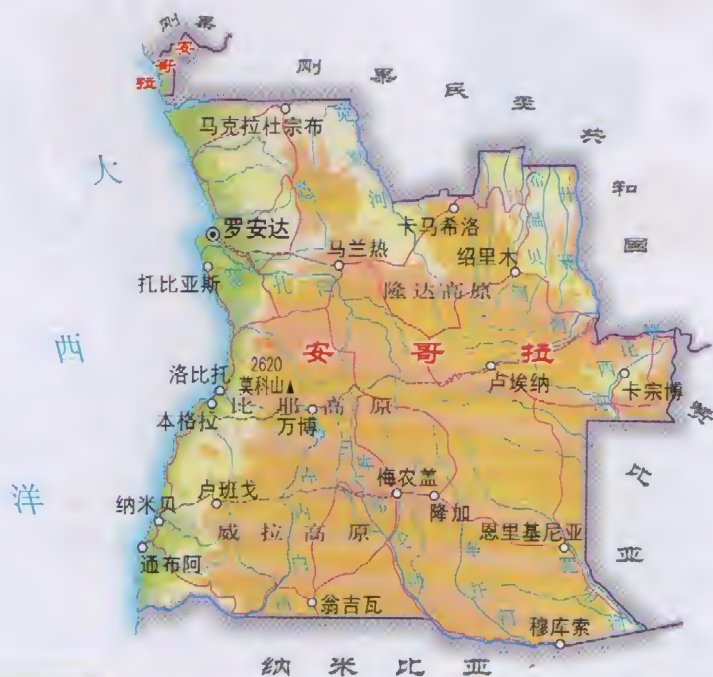 刚果
安哥拉
刚果民主共和国
马克拉杜宗布
大西洋
罗安达
卡马希洛
马兰热
绍里木
扎比亚斯
隆达高原
安哥拉
洛比托
2620
莫科山▲
卢埃纳
卡宗博
赞比亚
本格拉
比耶高原
万博
梅农盖
隆加
卢班戈
纳米贝
威拉高原
恩里基尼亚
通布阿
翁吉瓦
穆库索
纳米比亚